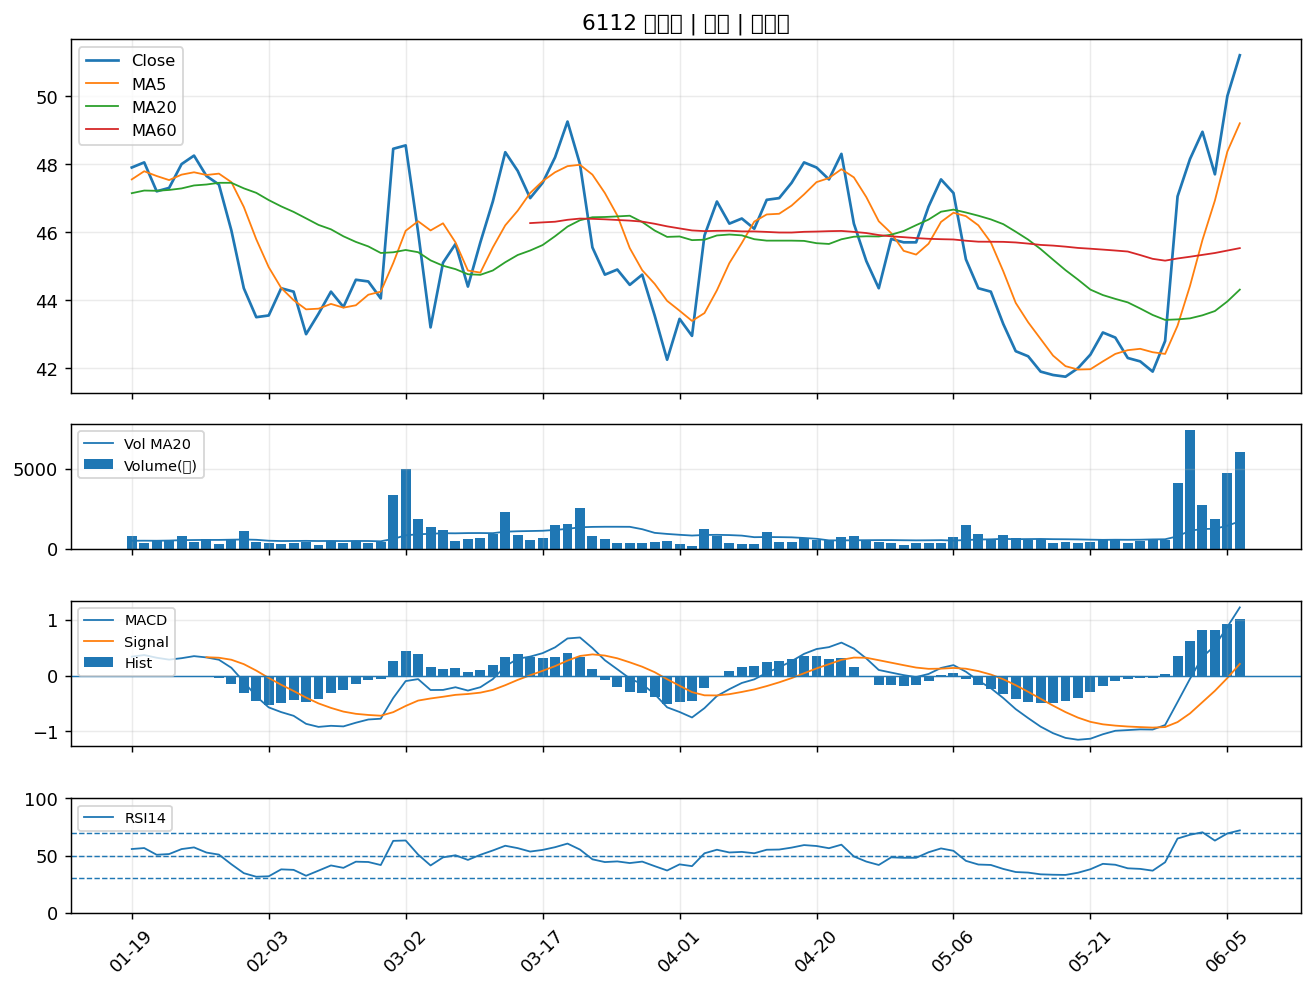 6112 | |
Close
MA5
MA20
MA60
50
48
46
44
42
Vol MA20
Volume( )
5000
0
MACD
Signal
Hist
1
0
−1
RSI14
100
50
0
01-19
02-03
03-02
03-17
04-01
04-20
05-06
05-21
06-05